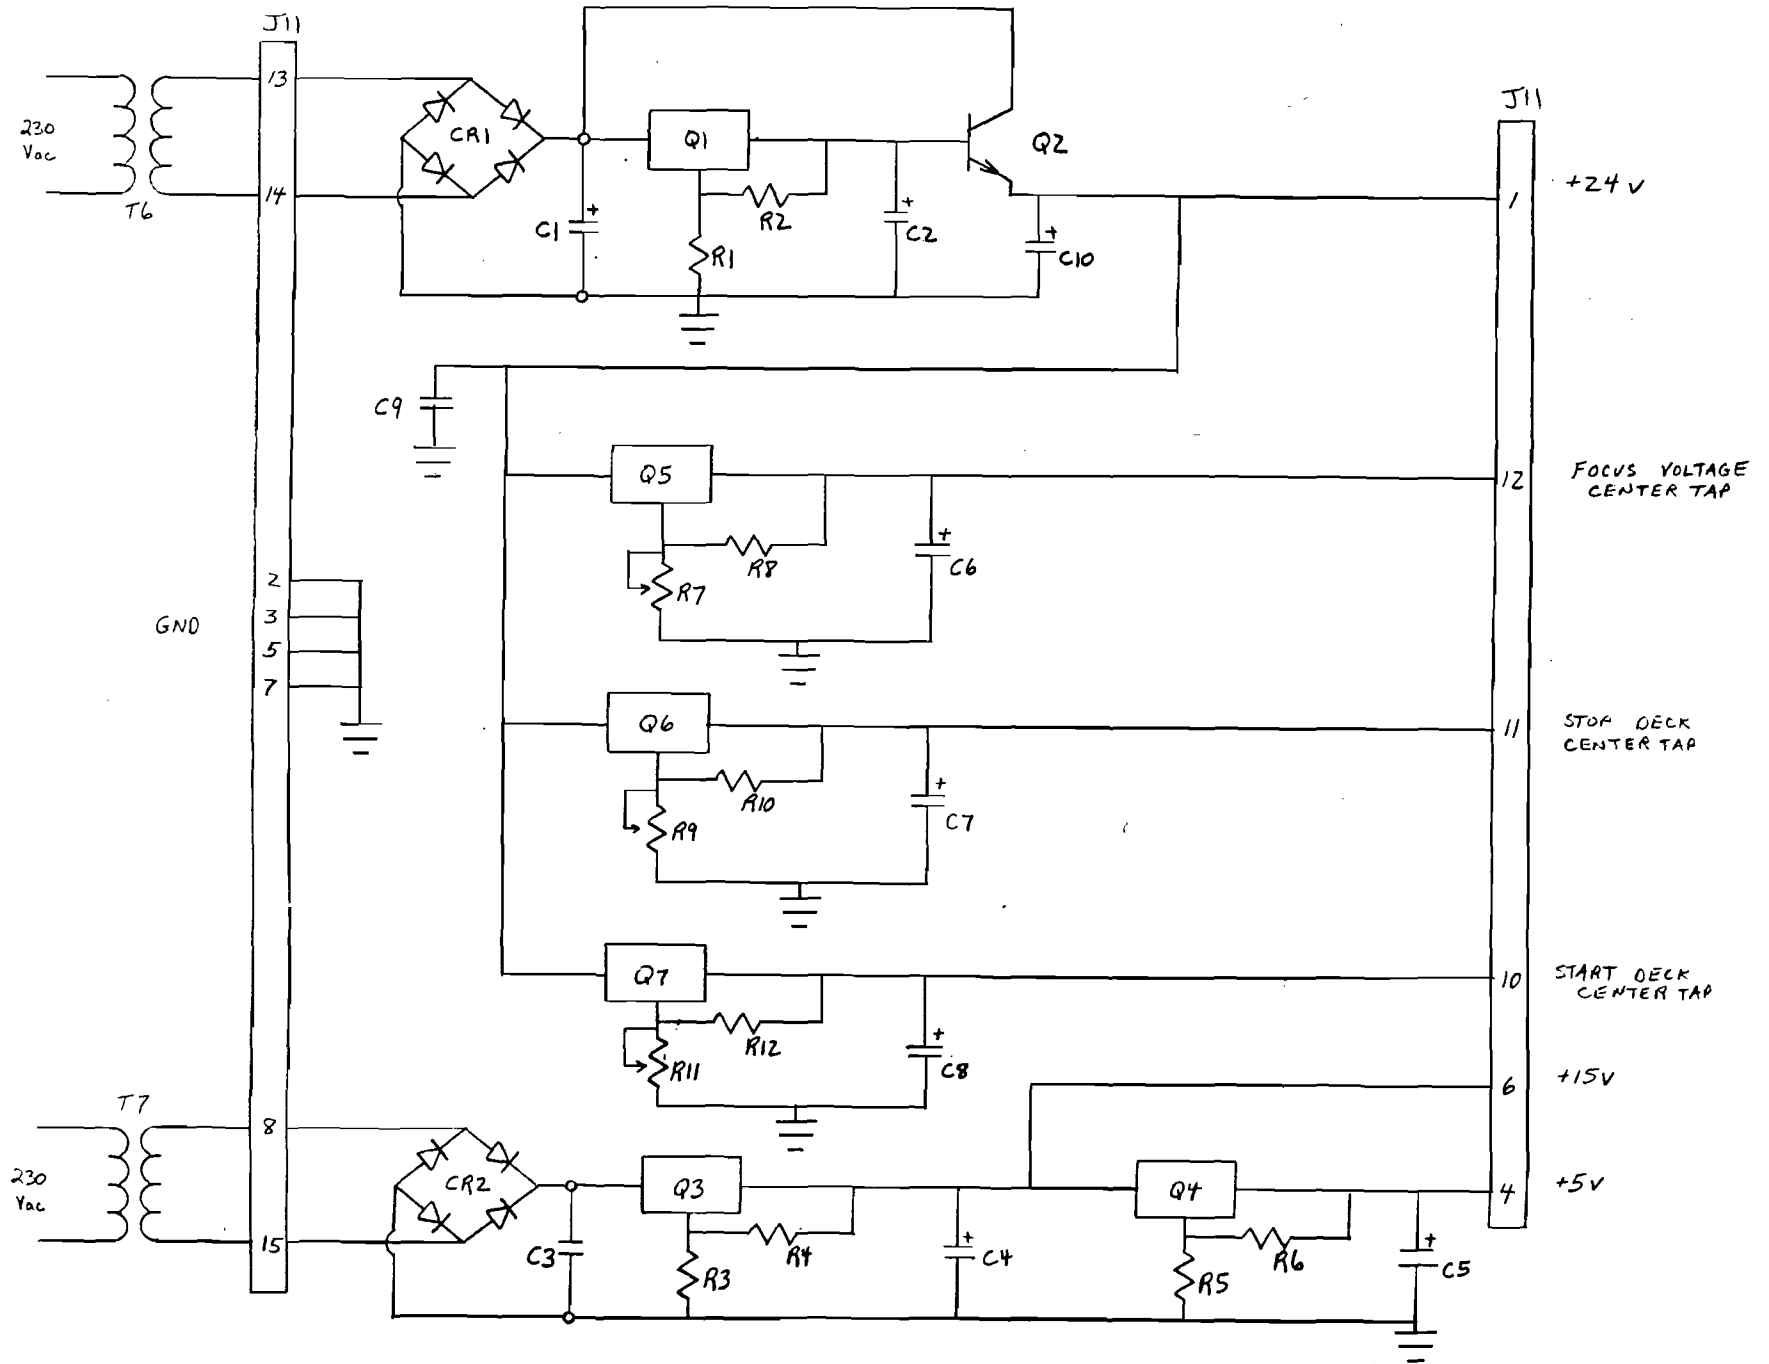 J11
13
230
Vac
CR1
14
T6
Q1
Q2
J11
+24v
1
+
C1
R2
+
C2
R1
+
C10
C9
Q5
12
FOCUS VOLTAGE
CENTER TAP
R8
+
C6
R7
2
GND
3
5
7
Q6
11
STOP DECK
CENTER TAP
R10
+
C7
R9
Q7
10
START DECK
CENTER TAP
R12
+
C8
R11
6
+15v
T7
8
230
Vac
CR2
15
Q3
Q4
4
+5v
C3
R4
+
C4
R3
R6
+
C5
R5